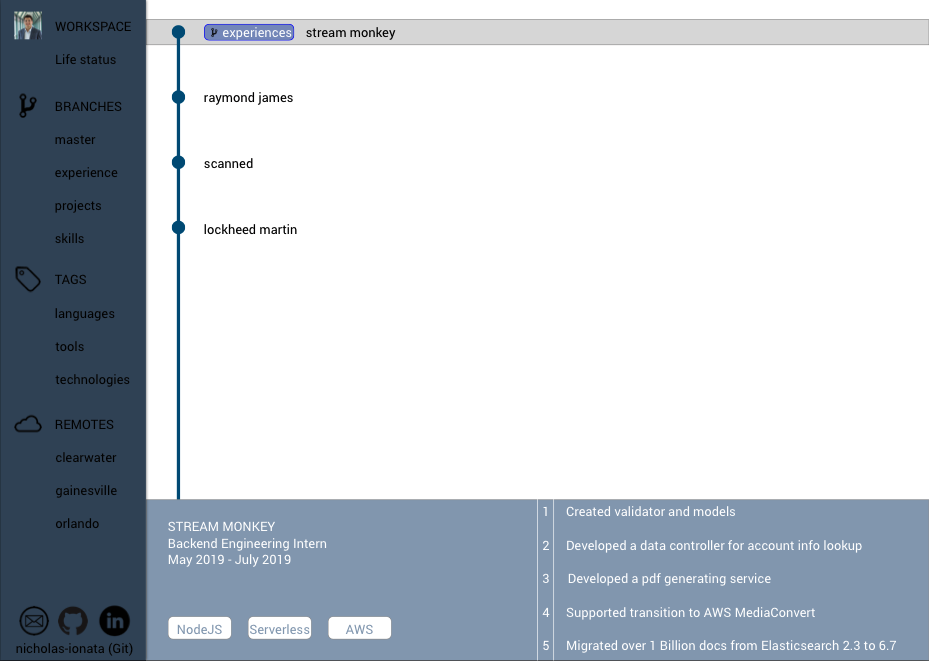 WORKSPACE
Life status
BRANCHES
master
experience
projects
skills
TAGS
languages
tools
technologies
REMOTES
clearwater
gainesville
orlando
in
nicholas-ionata (Git)
experiences stream monkey
raymond james
scanned
lockheed martin
STREAM MONKEY
Backend Engineering Intern
May 2019 - July 2019
NodeJS Serverless AWS
1 Created validator and models
2 Developed a data controller for account info lookup
3 Developed a pdf generating service
4 Supported transition to AWS MediaConvert
5 Migrated over 1 Billion docs from Elasticsearch 2.3 to 6.7